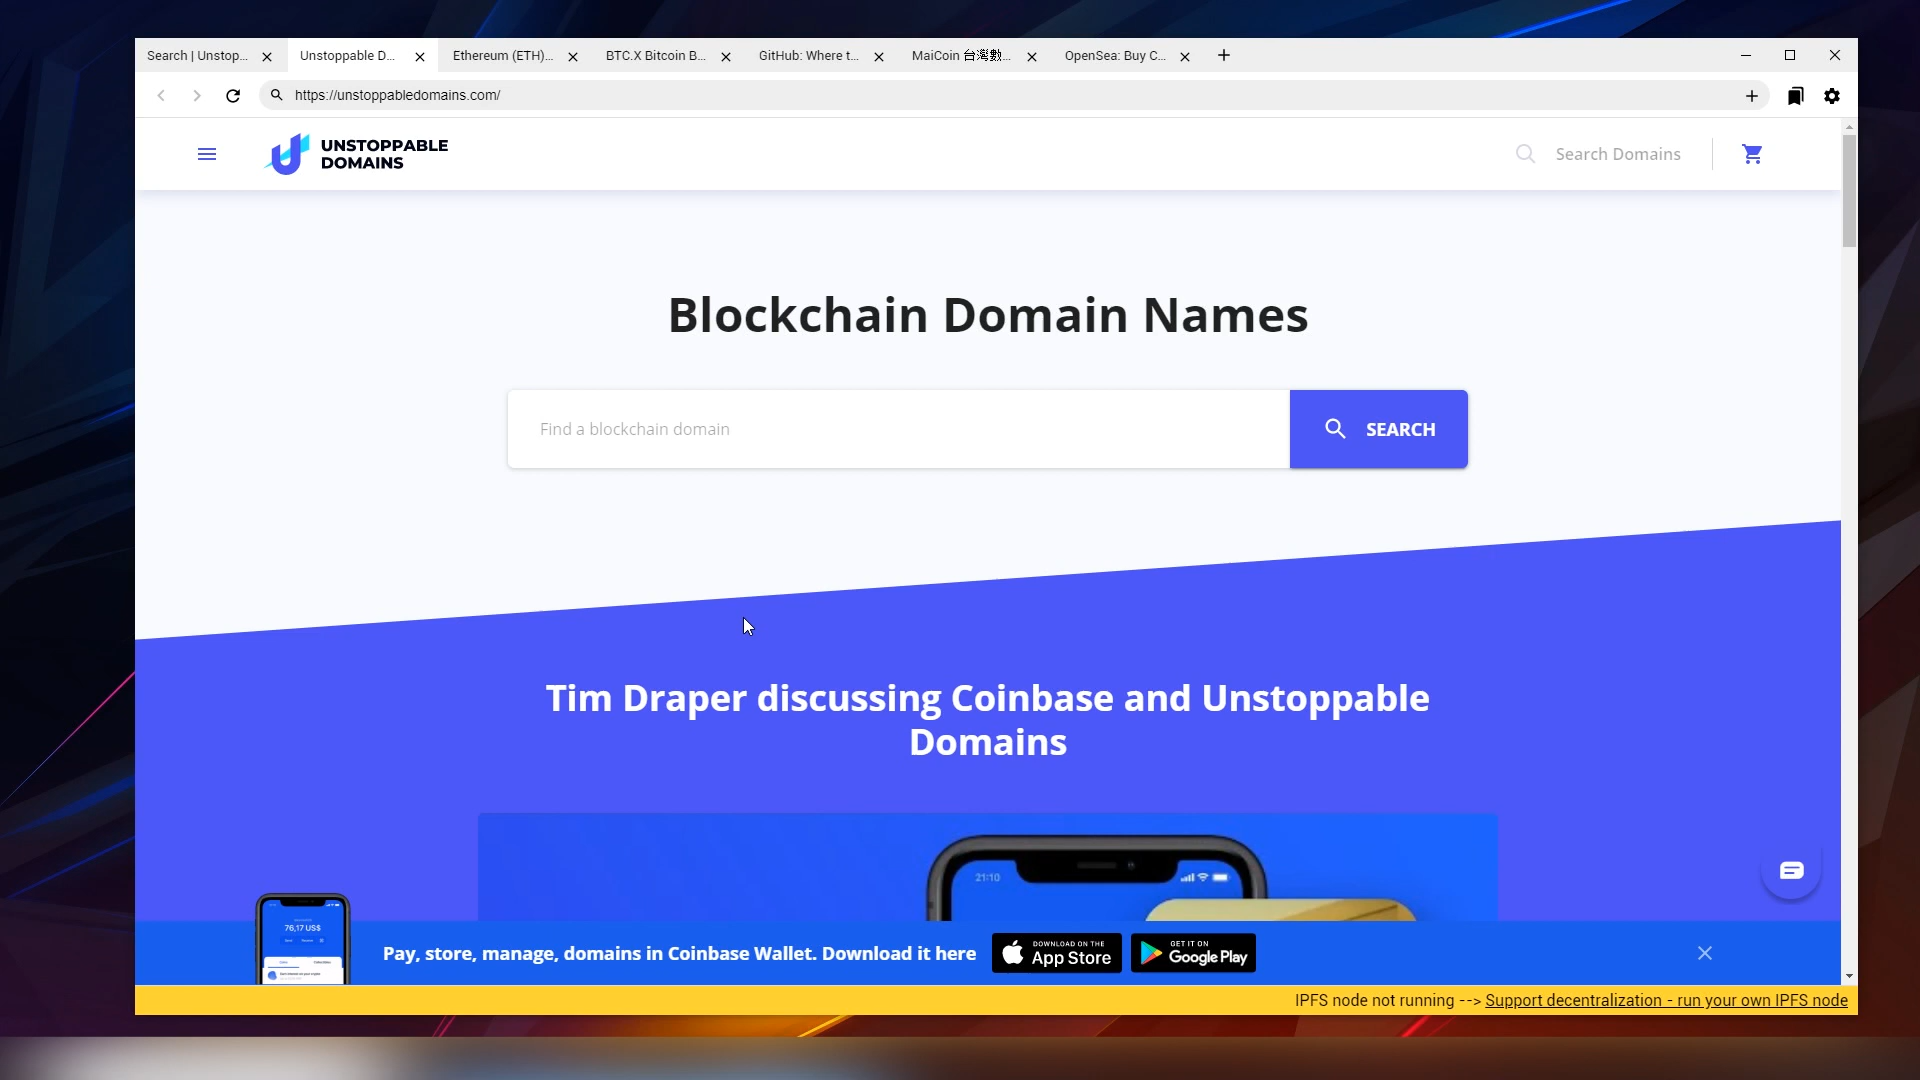 Search | Unstop...
Unstoppable D...
Ethereum (ETH)...
BTC.X Bitcoin B...
GitHub: Where t...
MaiCoin 台灣數...
OpenSea: Buy C...
https://unstoppabledomains.com/
UNSTOPPABLE
DOMAINS
Search Domains
Blockchain Domain Names
Find a blockchain domain
SEARCH
Tim Draper discussing Coinbase and Unstoppable
Domains
21:10
76,17 US$
Pay, store, manage, domains in Coinbase Wallet. Download it here
DOWNLOAD ON THE
App Store
GET IT ON
Google Play
IPFS node not running --> Support decentralization - run your own IPFS node